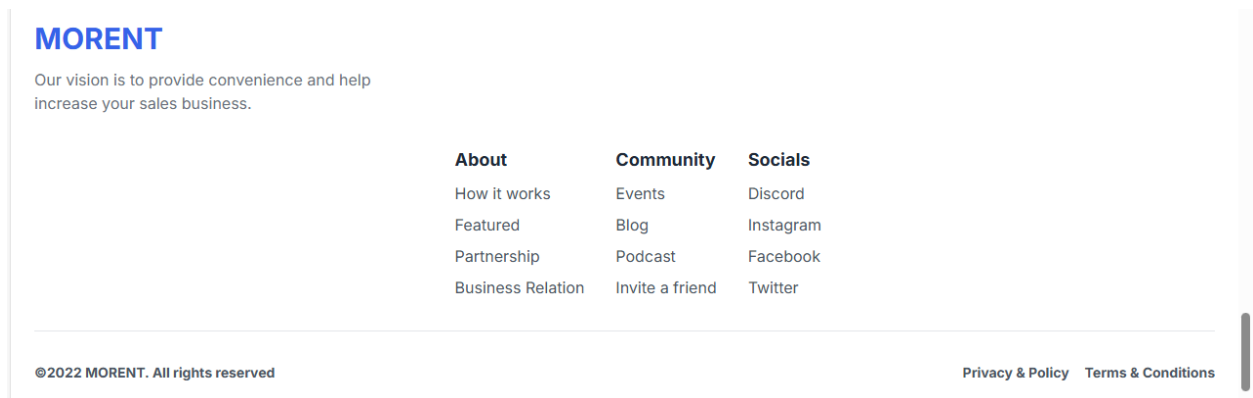 MORENT
Our vision is to provide convenience and help
increase your sales business.
About
How it works
Featured
Partnership
Business Relation
Community
Events
Blog
Podcast
Invite a friend
Socials
Discord
Instagram
Facebook
Twitter
©2022 MORENT. All rights reserved
Privacy & Policy
Terms & Conditions